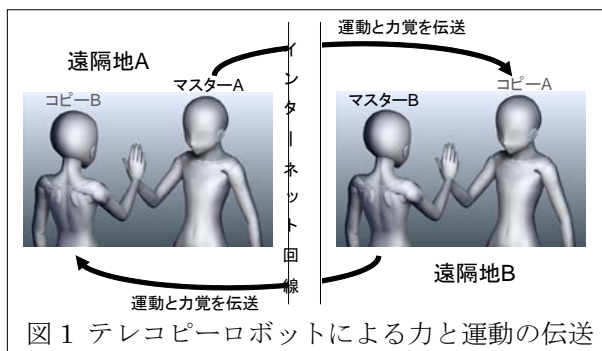 運動と力覚を伝送
遠隔地A
マスターA
コピーB
インターネット回線
コピーA
マスターB
遠隔地B
運動と力覚を伝送
図 1 テレコピーロボットによる力と運動の伝送